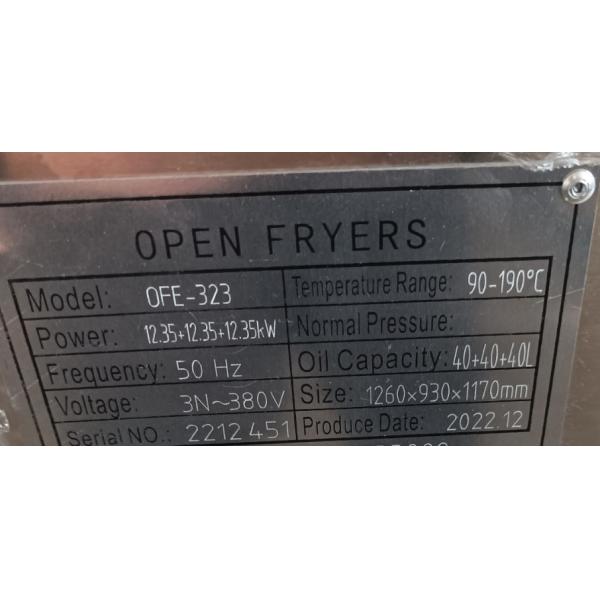 OPEN FRYERS
Model: OFE-323 Temperature Range: 90-190°C
Power: 12.35+12.35+12.35kW Normal Pressure:
Frequency: 50 Hz Oil Capacity: 40+40+40L
Voltage: 3N~380V Size: 1260×930×1170mm
Serial NO.: 2212451 Produce Date: 2022.12